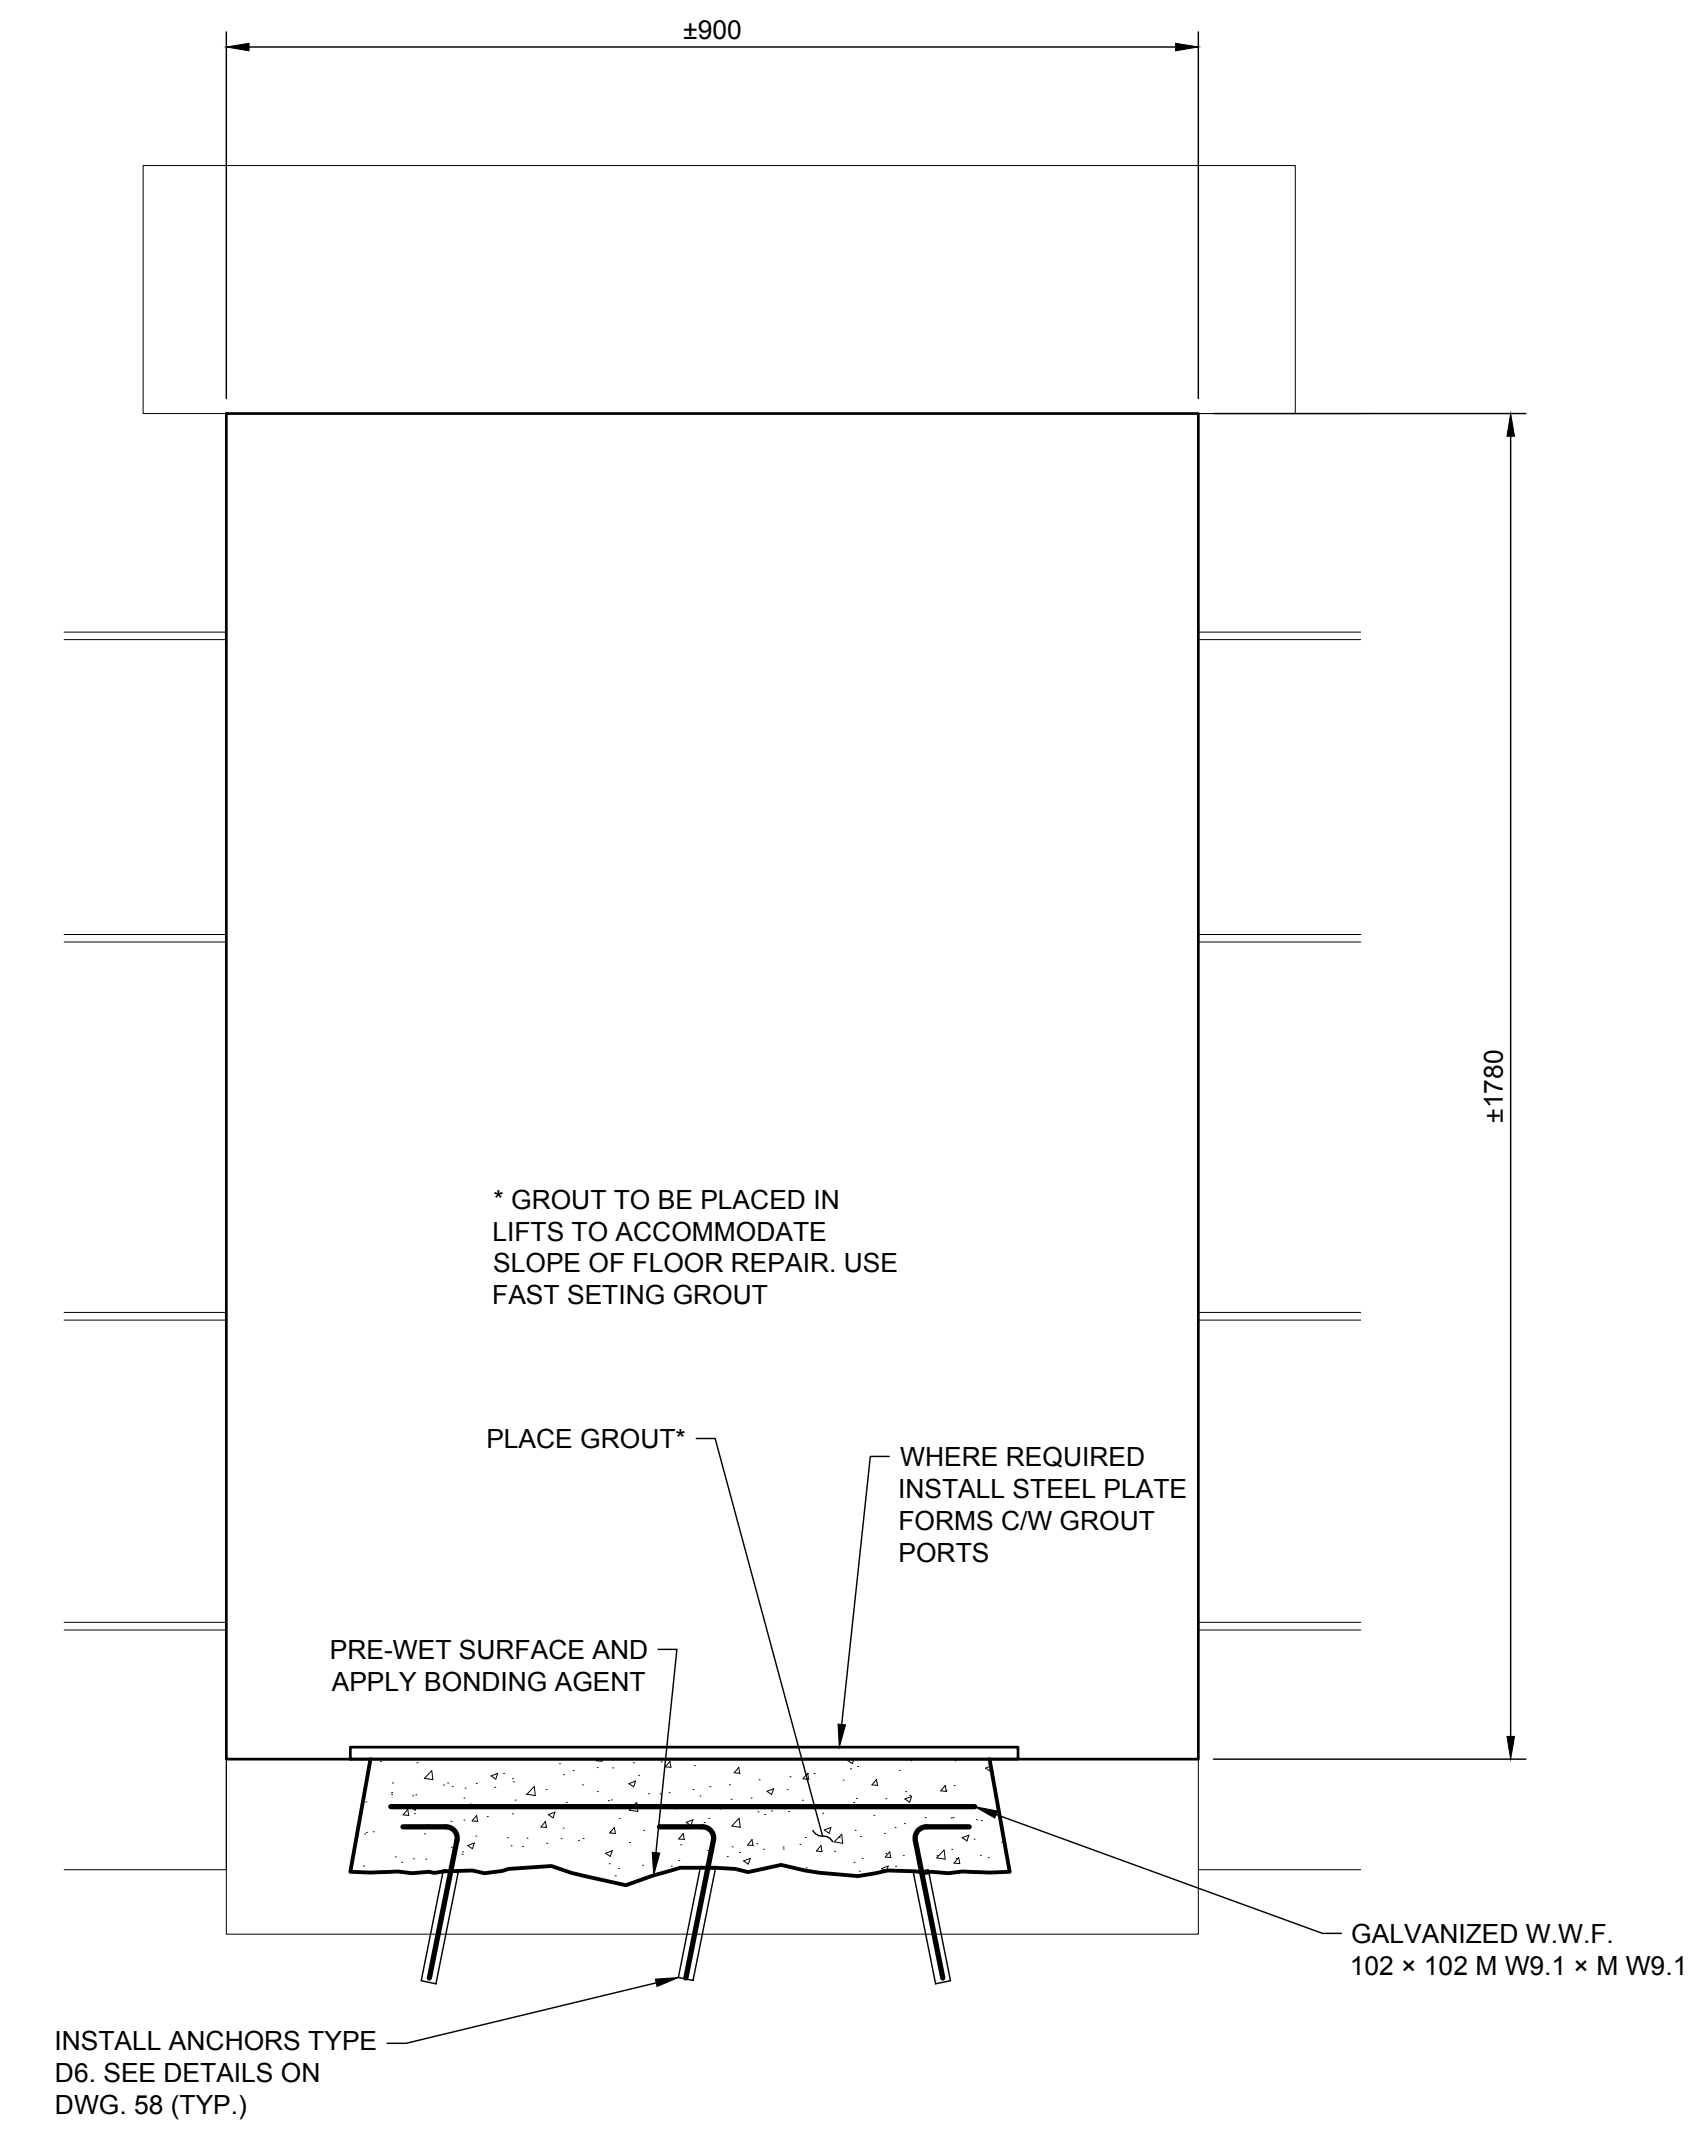 ±900
±1780
* GROUT TO BE PLACED IN
LIFTS TO ACCOMMODATE
SLOPE OF FLOOR REPAIR. USE
FAST SETING GROUT
PLACE GROUT*
WHERE REQUIRED
INSTALL STEEL PLATE
FORMS C/W GROUT
PORTS
PRE-WET SURFACE AND
APPLY BONDING AGENT
GALVANIZED W.W.F.
102 × 102 M W9.1 × M W9.1
INSTALL ANCHORS TYPE
D6. SEE DETAILS ON
DWG. 58 (TYP.)